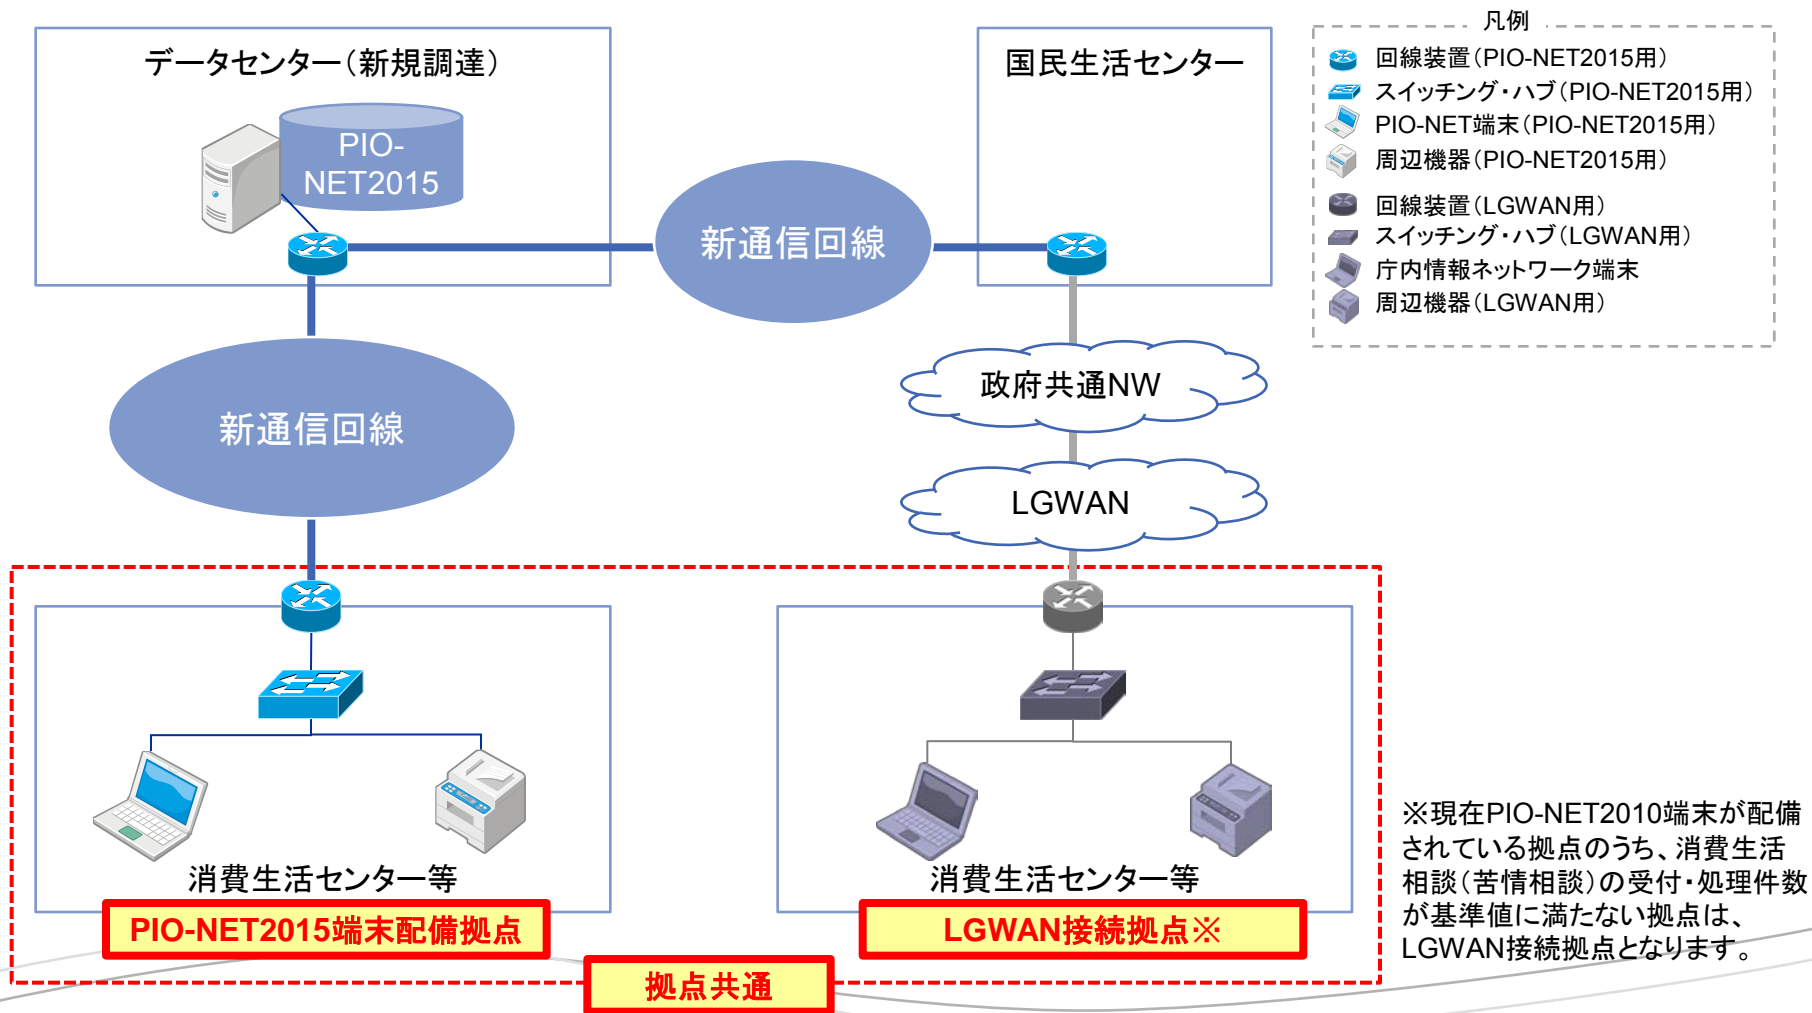 データセンター（新規調達）
PIO-
NET2015
新通信回線
国民生活センター
凡例
回線装置（PIO-NET2015用）
スイッチング・ハブ（PIO-NET2015用）
PIO-NET端末（PIO-NET2015用）
周辺機器（PIO-NET2015用）
回線装置（LGWAN用）
スイッチング・ハブ（LGWAN用）
庁内情報ネットワーク端末
周辺機器（LGWAN用）
新通信回線
政府共通NW
LGWAN
消費生活センター等
PIO-NET2015端末配備拠点
消費生活センター等
LGWAN接続拠点※
拠点共通
※現在PIO-NET2010端末が配備
されている拠点のうち、消費生活
相談（苦情相談）の受付・処理件数
が基準値に満たない拠点は、
LGWAN接続拠点となります。